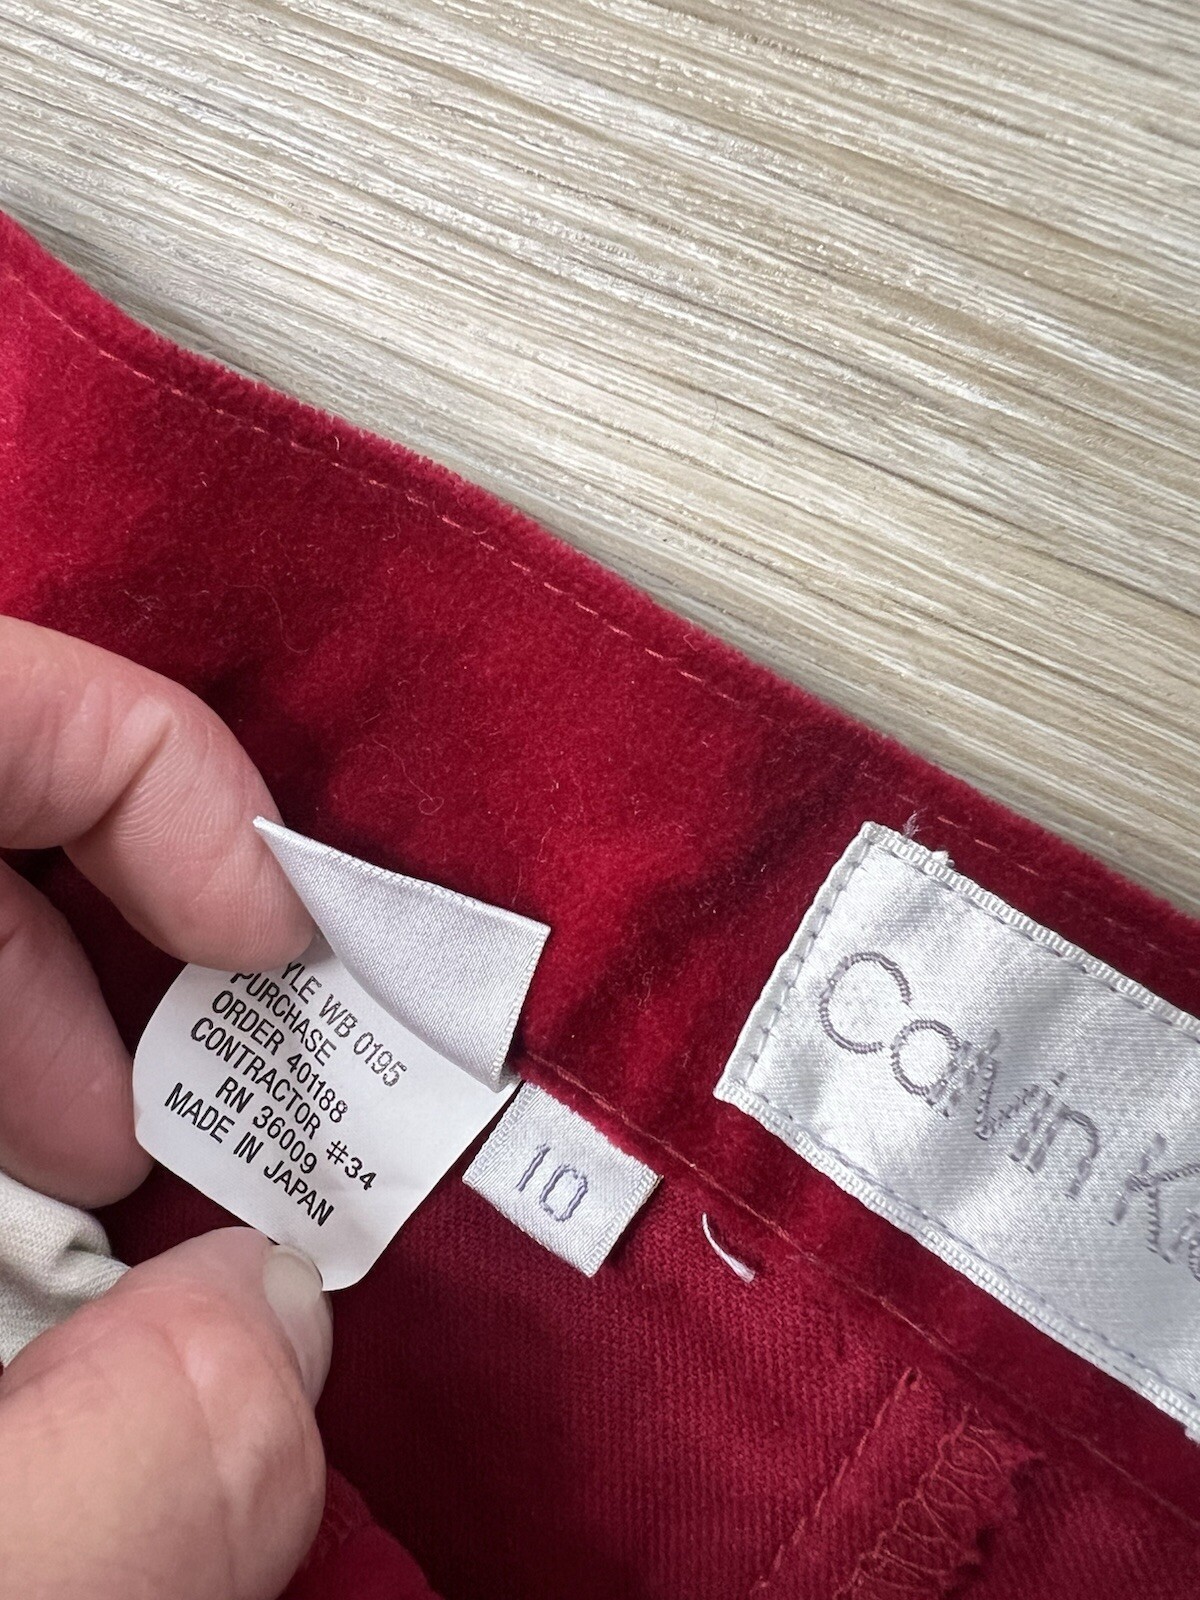 YLE WB 0195
PURCHASE
ORDER 401188
CONTRACTOR #34
RN 36009
MADE IN JAPAN
10
Calvin K